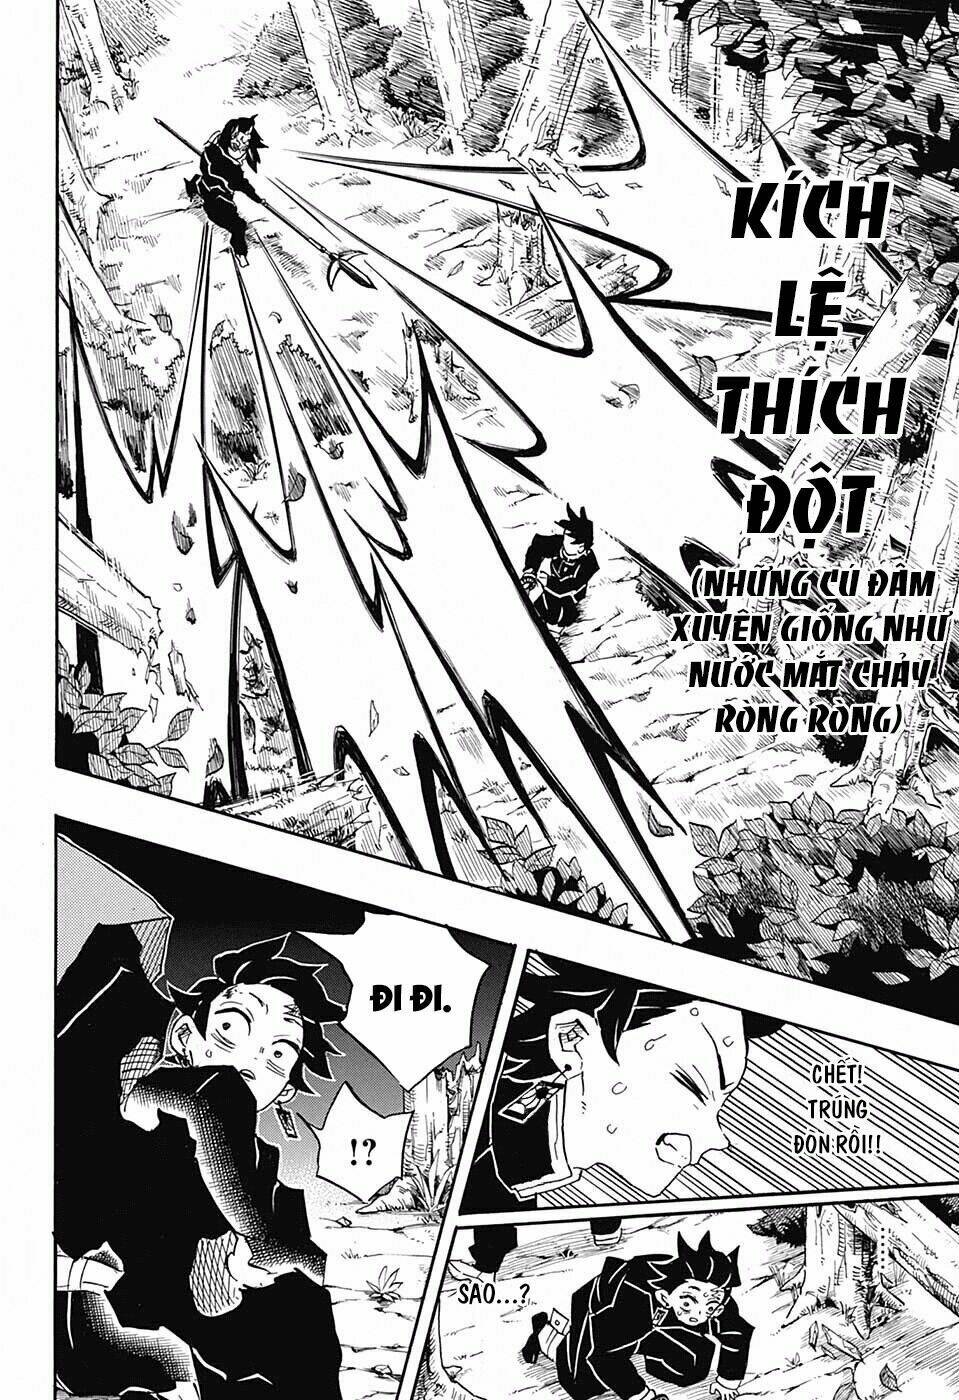 KÍCH
LỆ
THÍCH
ĐỘT
(NHỮNG CÚ ĐÂM
XUYÊN GIỐNG NHƯ
NƯỚC MẮT CHẢY
RÒNG RÒNG)
CHẾT!
TRÚNG
ĐÒN RỒI!!
ĐI ĐI.
!?
.........
SAO...?